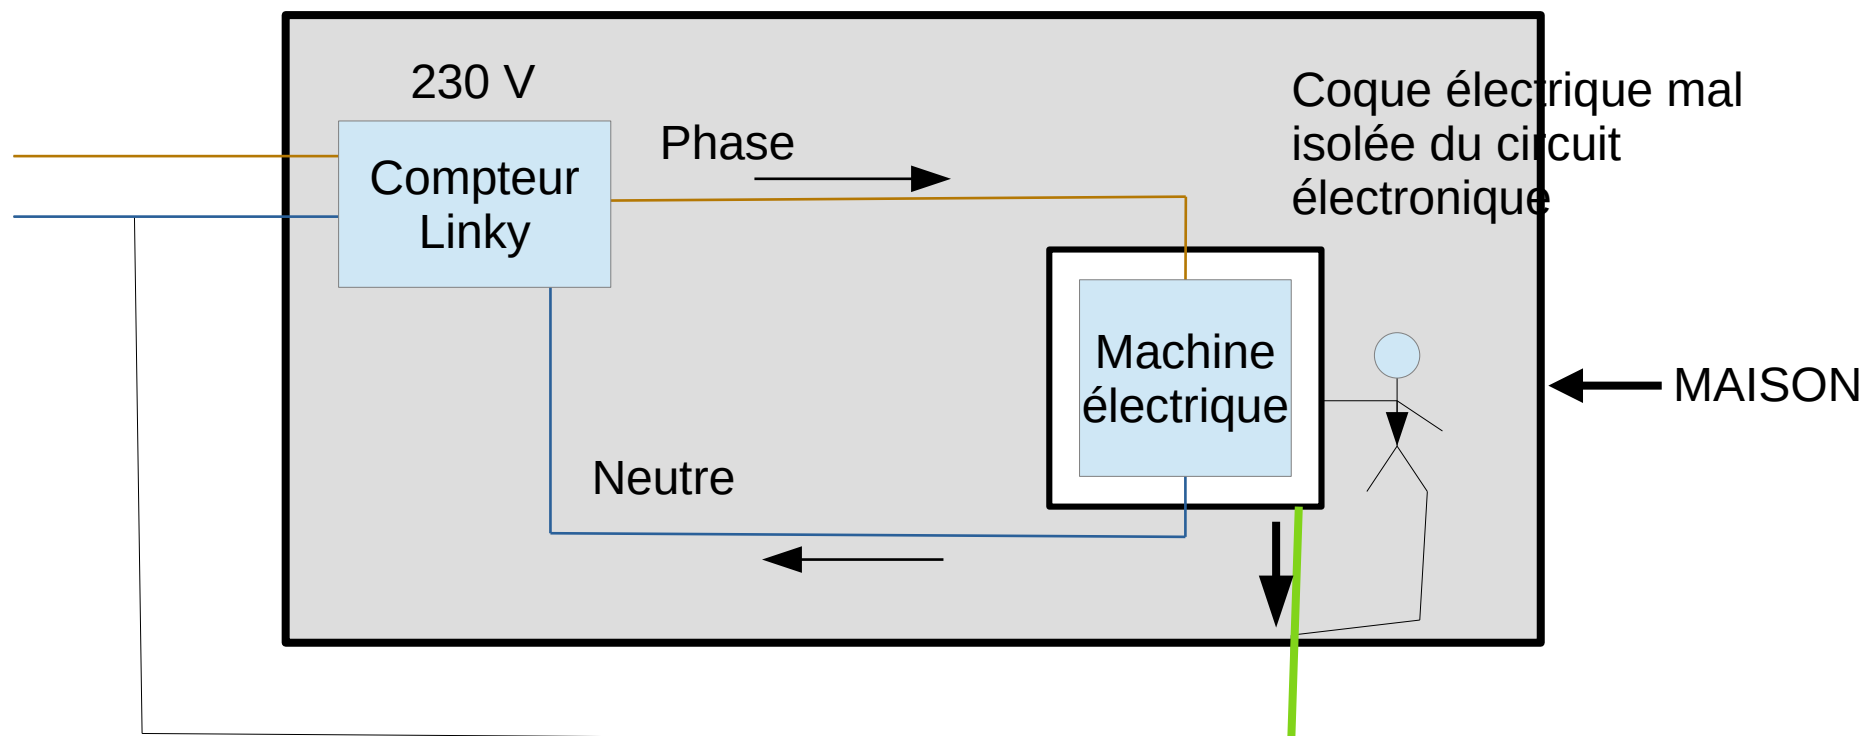 230 V
Compteur
Linky
Phase
Coque électrique mal
isolée du circuit
électronique
Machine
électrique
MAISON
Neutre